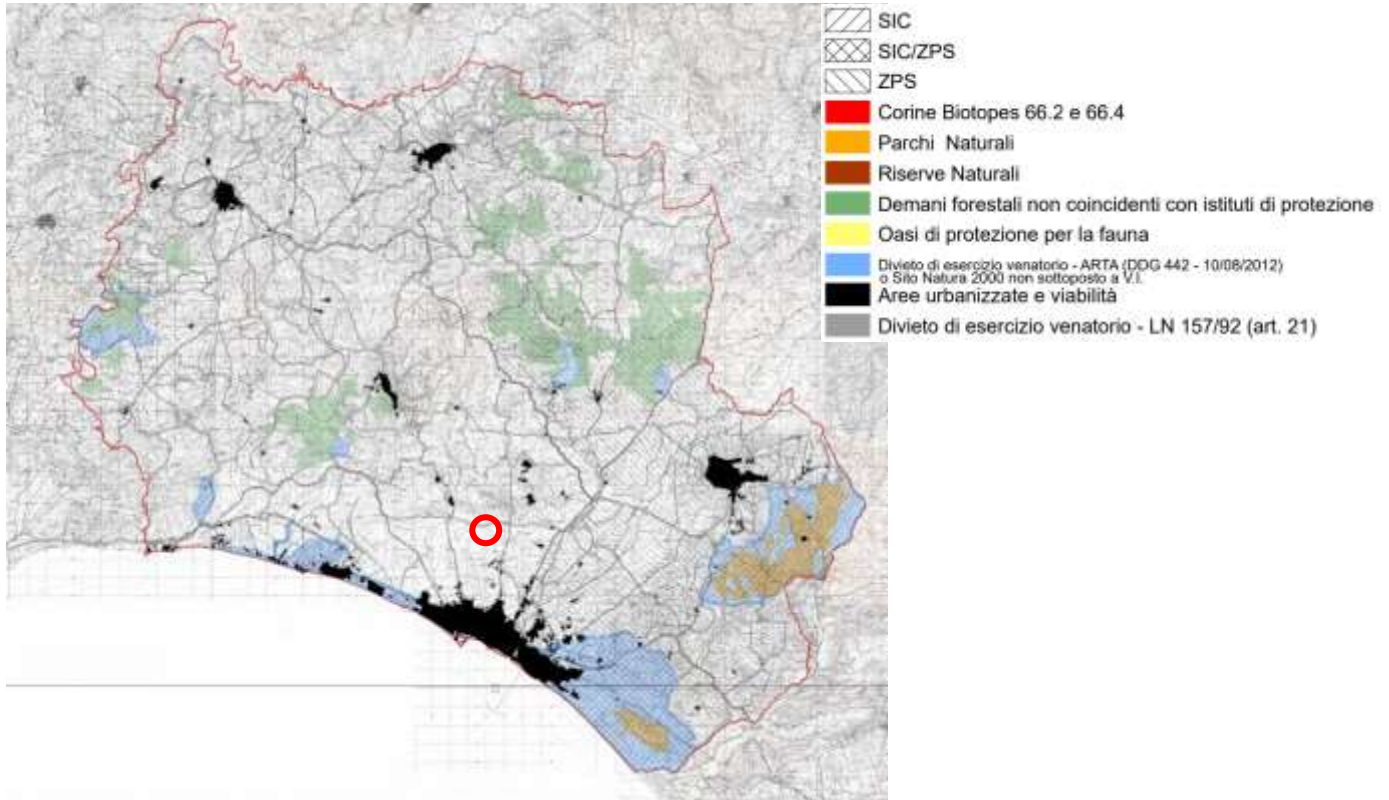 SIC
SIC/ZPS
ZPS
Corine Biotopes 66.2 e 66.4
Parchi Naturali
Riserve Naturali
Demani forestali non coincidenti con istituti di protezione
Oasi di protezione per la fauna
Divieto di esercizio venatorio - ARTA (DDG 442 - 10/08/2012)
o Sito Natura 2000 non sottoposto a V.I.
Aree urbanizzate e viabilità
Divieto di esercizio venatorio - LN 157/92 (art. 21)